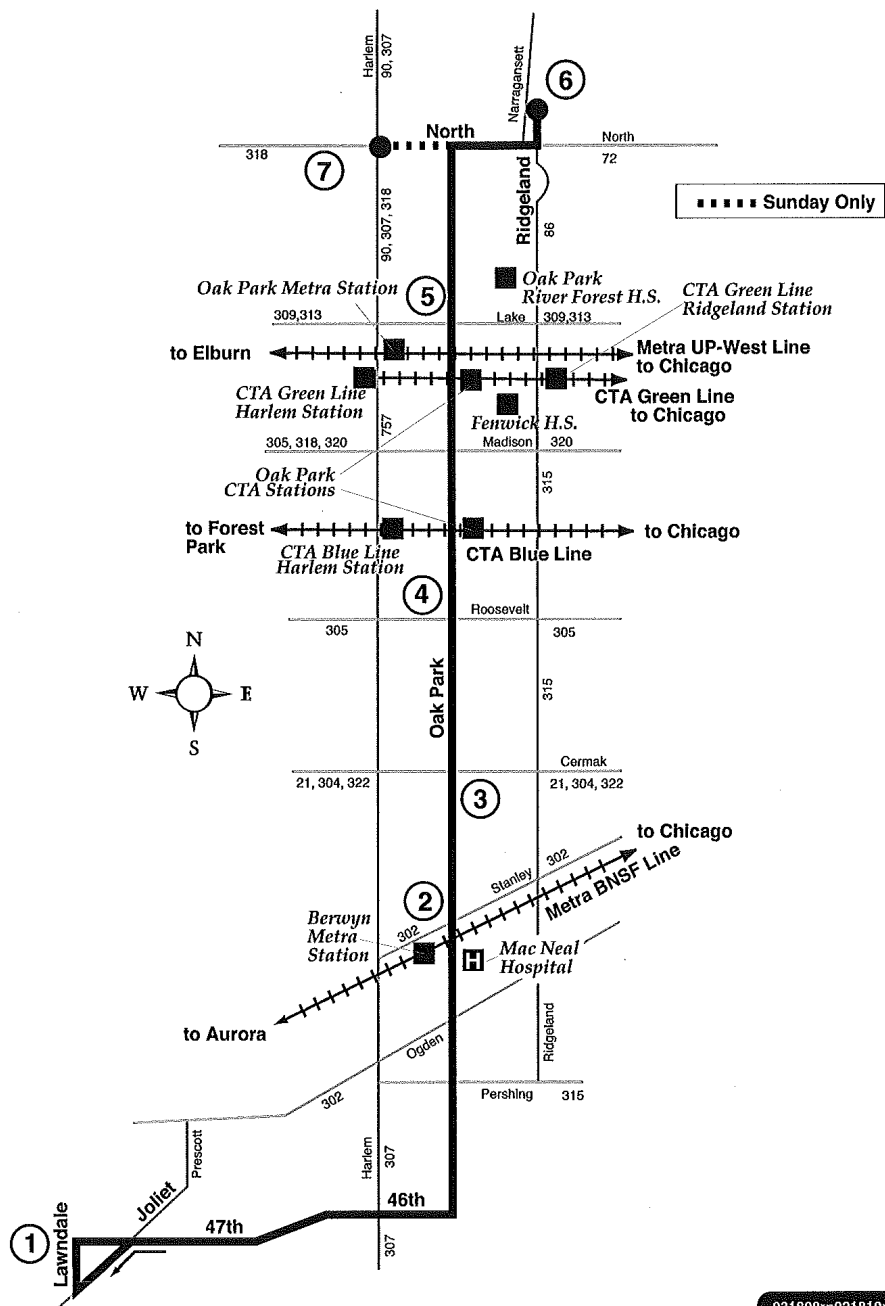 Harlem
90, 307
Narragansett
6
North
North
318
72
7
Ridgeland
Sunday Only
90, 307, 318
86
Oak Park Metra Station
5
Oak Park
River Forest H.S.
CTA Green Line
Ridgeland Station
309,313
Lake
309,313
to Elburn
Metra UP-West Line
to Chicago
CTA Green Line
Harlem Station
CTA Green Line
to Chicago
757
Fenwick H.S.
305, 318, 320
Madison
320
Oak Park
CTA Stations
315
to Forest
Park
to Chicago
CTA Blue Line
Harlem Station
CTA Blue Line
4
Roosevelt
305
305
N
W
E
S
Oak Park
315
Cermak
21, 304, 322
21, 304, 322
3
to Chicago
302
Stanley
Metra BNSF Line
2
302
Berwyn
Metra
Station
H
Mac Neal
Hospital
to Aurora
Ogden
Ridgeland
302
Pershing
315
Prescott
Harlem
307
Joliet
46th
47th
1
Lawndale
307